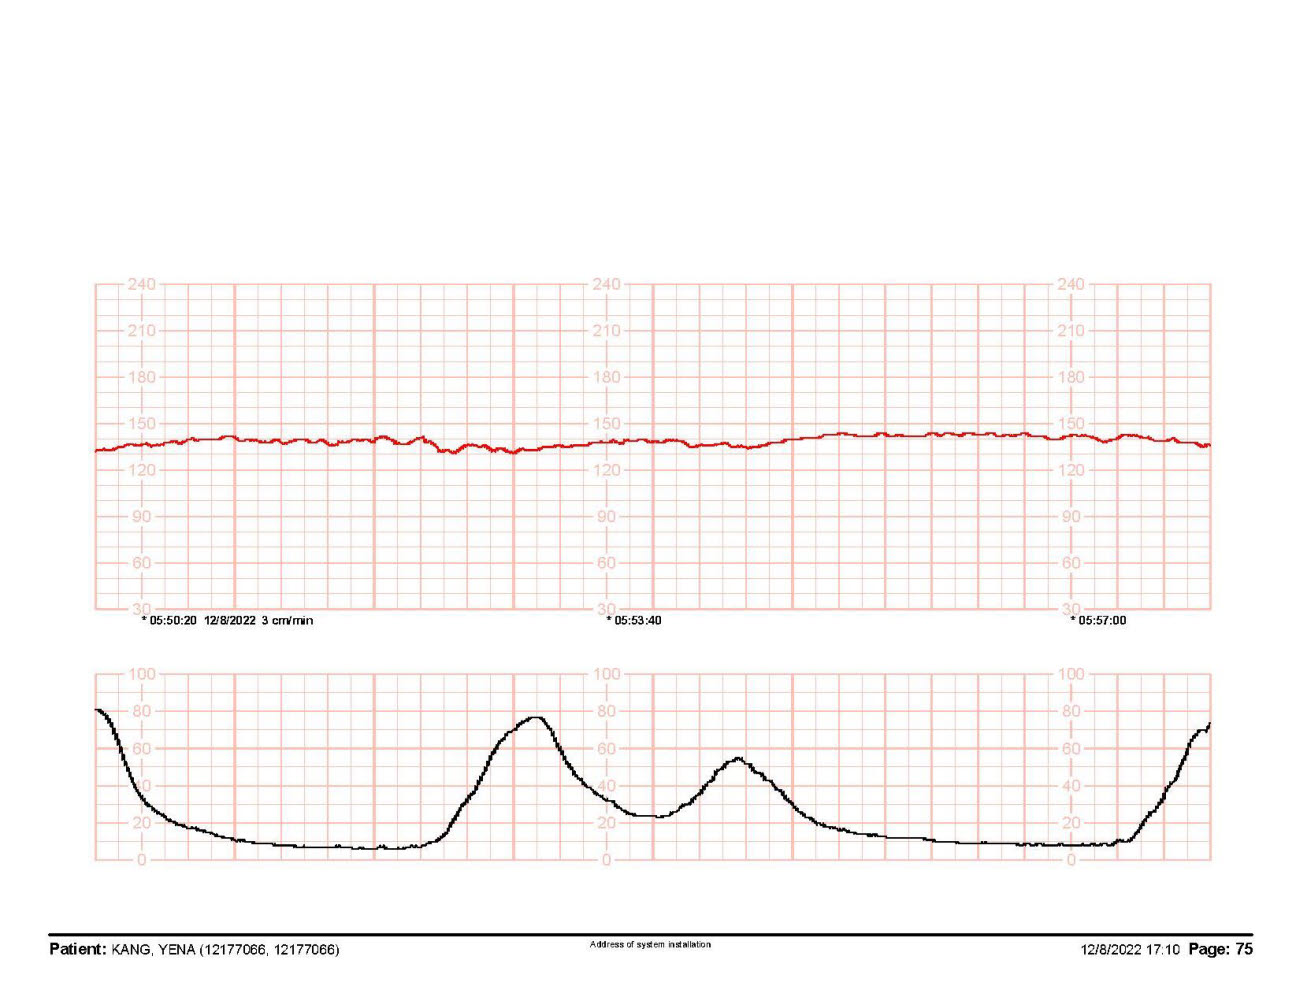 240 240 240
210 210 210
180 180 180
150 150 150
120 120 120
90 90 90
60 60 60
30 30 30
* 05:50:20 12/8/2022 3 cm/min * 05:53:40 * 05:57:00
100 100 100
80 80 80
60 60 60
40 40 40
20 20 20
0 0 0
Patient: KANG, YENA (12177066, 12177066) Address of system installation 12/8/2022 17:10 Page: 75